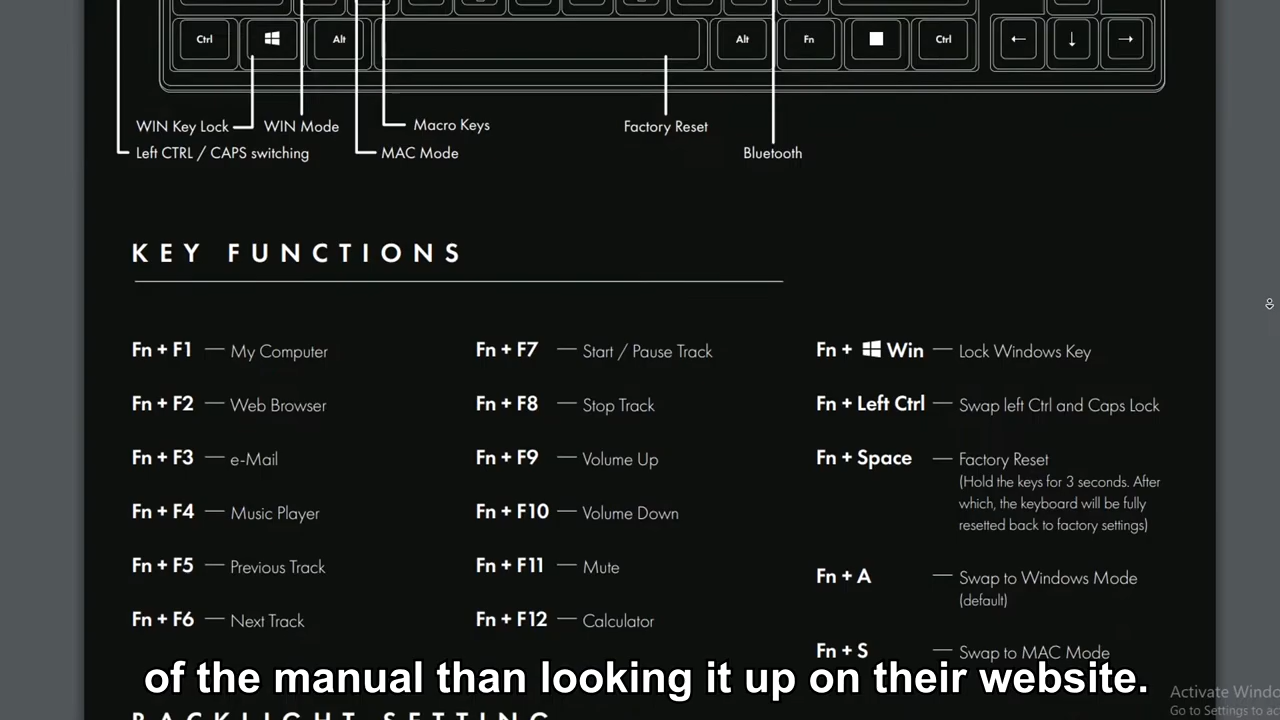 Ctrl
Alt
Alt
Fn
Ctrl
WIN Key Lock
WIN Mode
Macro Keys
Factory Reset
Left CTRL / CAPS switching
MAC Mode
Bluetooth
KEY FUNCTIONS
Fn + F1 — My Computer
Fn + F2 — Web Browser
Fn + F3 — e-Mail
Fn + F4 — Music Player
Fn + F5 — Previous Track
Fn + F6 — Next Track
Fn + F7 — Start / Pause Track
Fn + F8 — Stop Track
Fn + F9 — Volume Up
Fn + F10 — Volume Down
Fn + F11 — Mute
Fn + F12 — Calculator
Fn + Win — Lock Windows Key
Fn + Left Ctrl — Swap left Ctrl and Caps Lock
Fn + Space — Factory Reset
(Hold the keys for 3 seconds. After
which, the keyboard will be fully
resetted back to factory settings)
Fn + A — Swap to Windows Mode
(default)
Fn + S — Swap to MAC Mode
of the manual than looking it up on their website.
BACKLIGHT SETTING
Activate Windo
Go to Settings to ac